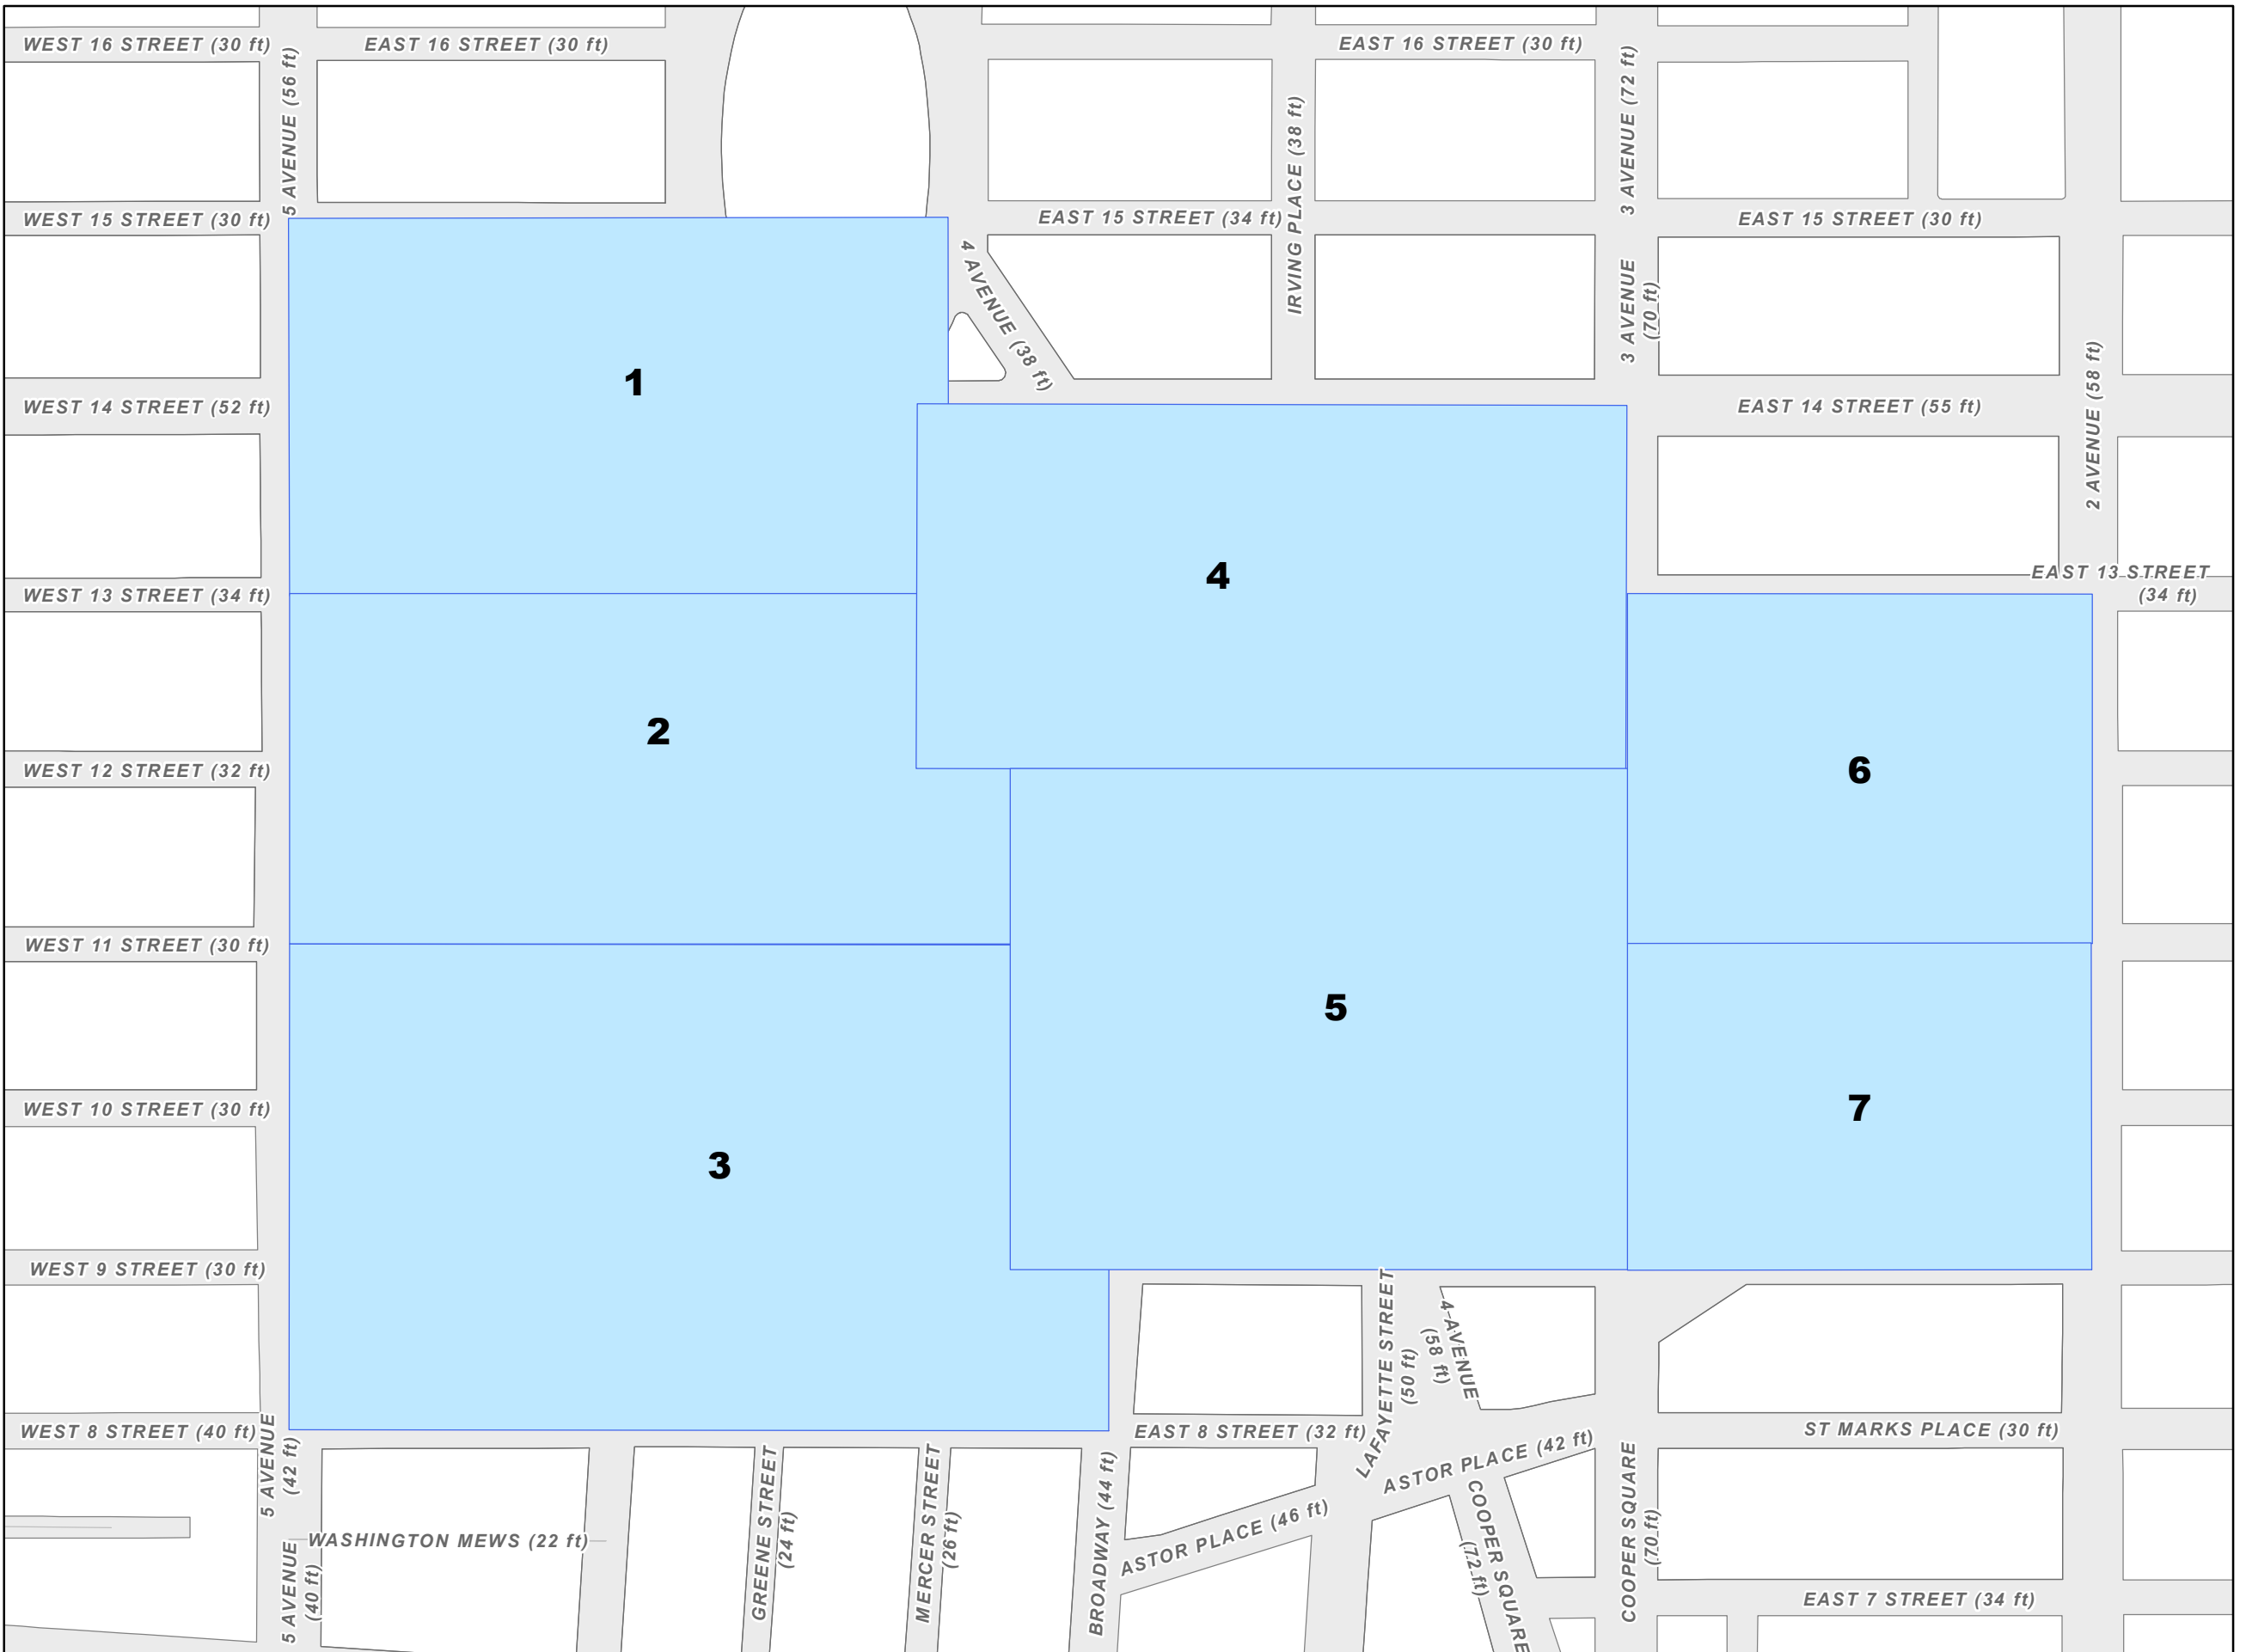 WEST 16 STREET (30 ft)
EAST 16 STREET (30 ft)
EAST 16 STREET (30 ft)
5 AVENUE (56 ft)
IRVING PLACE (38 ft)
3 AVENUE (72 ft)
WEST 15 STREET (30 ft)
EAST 15 STREET (34 ft)
EAST 15 STREET (30 ft)
4 AVENUE (38 ft)
3 AVENUE
(70 ft)
1
WEST 14 STREET (52 ft)
EAST 14 STREET (55 ft)
2 AVENUE (58 ft)
4
EAST 13 STREET
(34 ft)
WEST 13 STREET (34 ft)
2
WEST 12 STREET (32 ft)
6
WEST 11 STREET (30 ft)
5
WEST 10 STREET (30 ft)
7
3
WEST 9 STREET (30 ft)
LAFAYETTE STREET
(50 ft)
4 AVENUE
(58 ft)
WEST 8 STREET (40 ft)
5 AVENUE
(42 ft)
EAST 8 STREET (32 ft)
ST MARKS PLACE (30 ft)
ASTOR PLACE (42 ft)
WASHINGTON MEWS (22 ft)
5 AVENUE
(40 ft)
GREENE STREET
(24 ft)
MERCER STREET
(26 ft)
BROADWAY (44 ft)
ASTOR PLACE (46 ft)
COOPER SQUARE
(72 ft)
COOPER SQUARE
(70 ft)
EAST 7 STREET (34 ft)